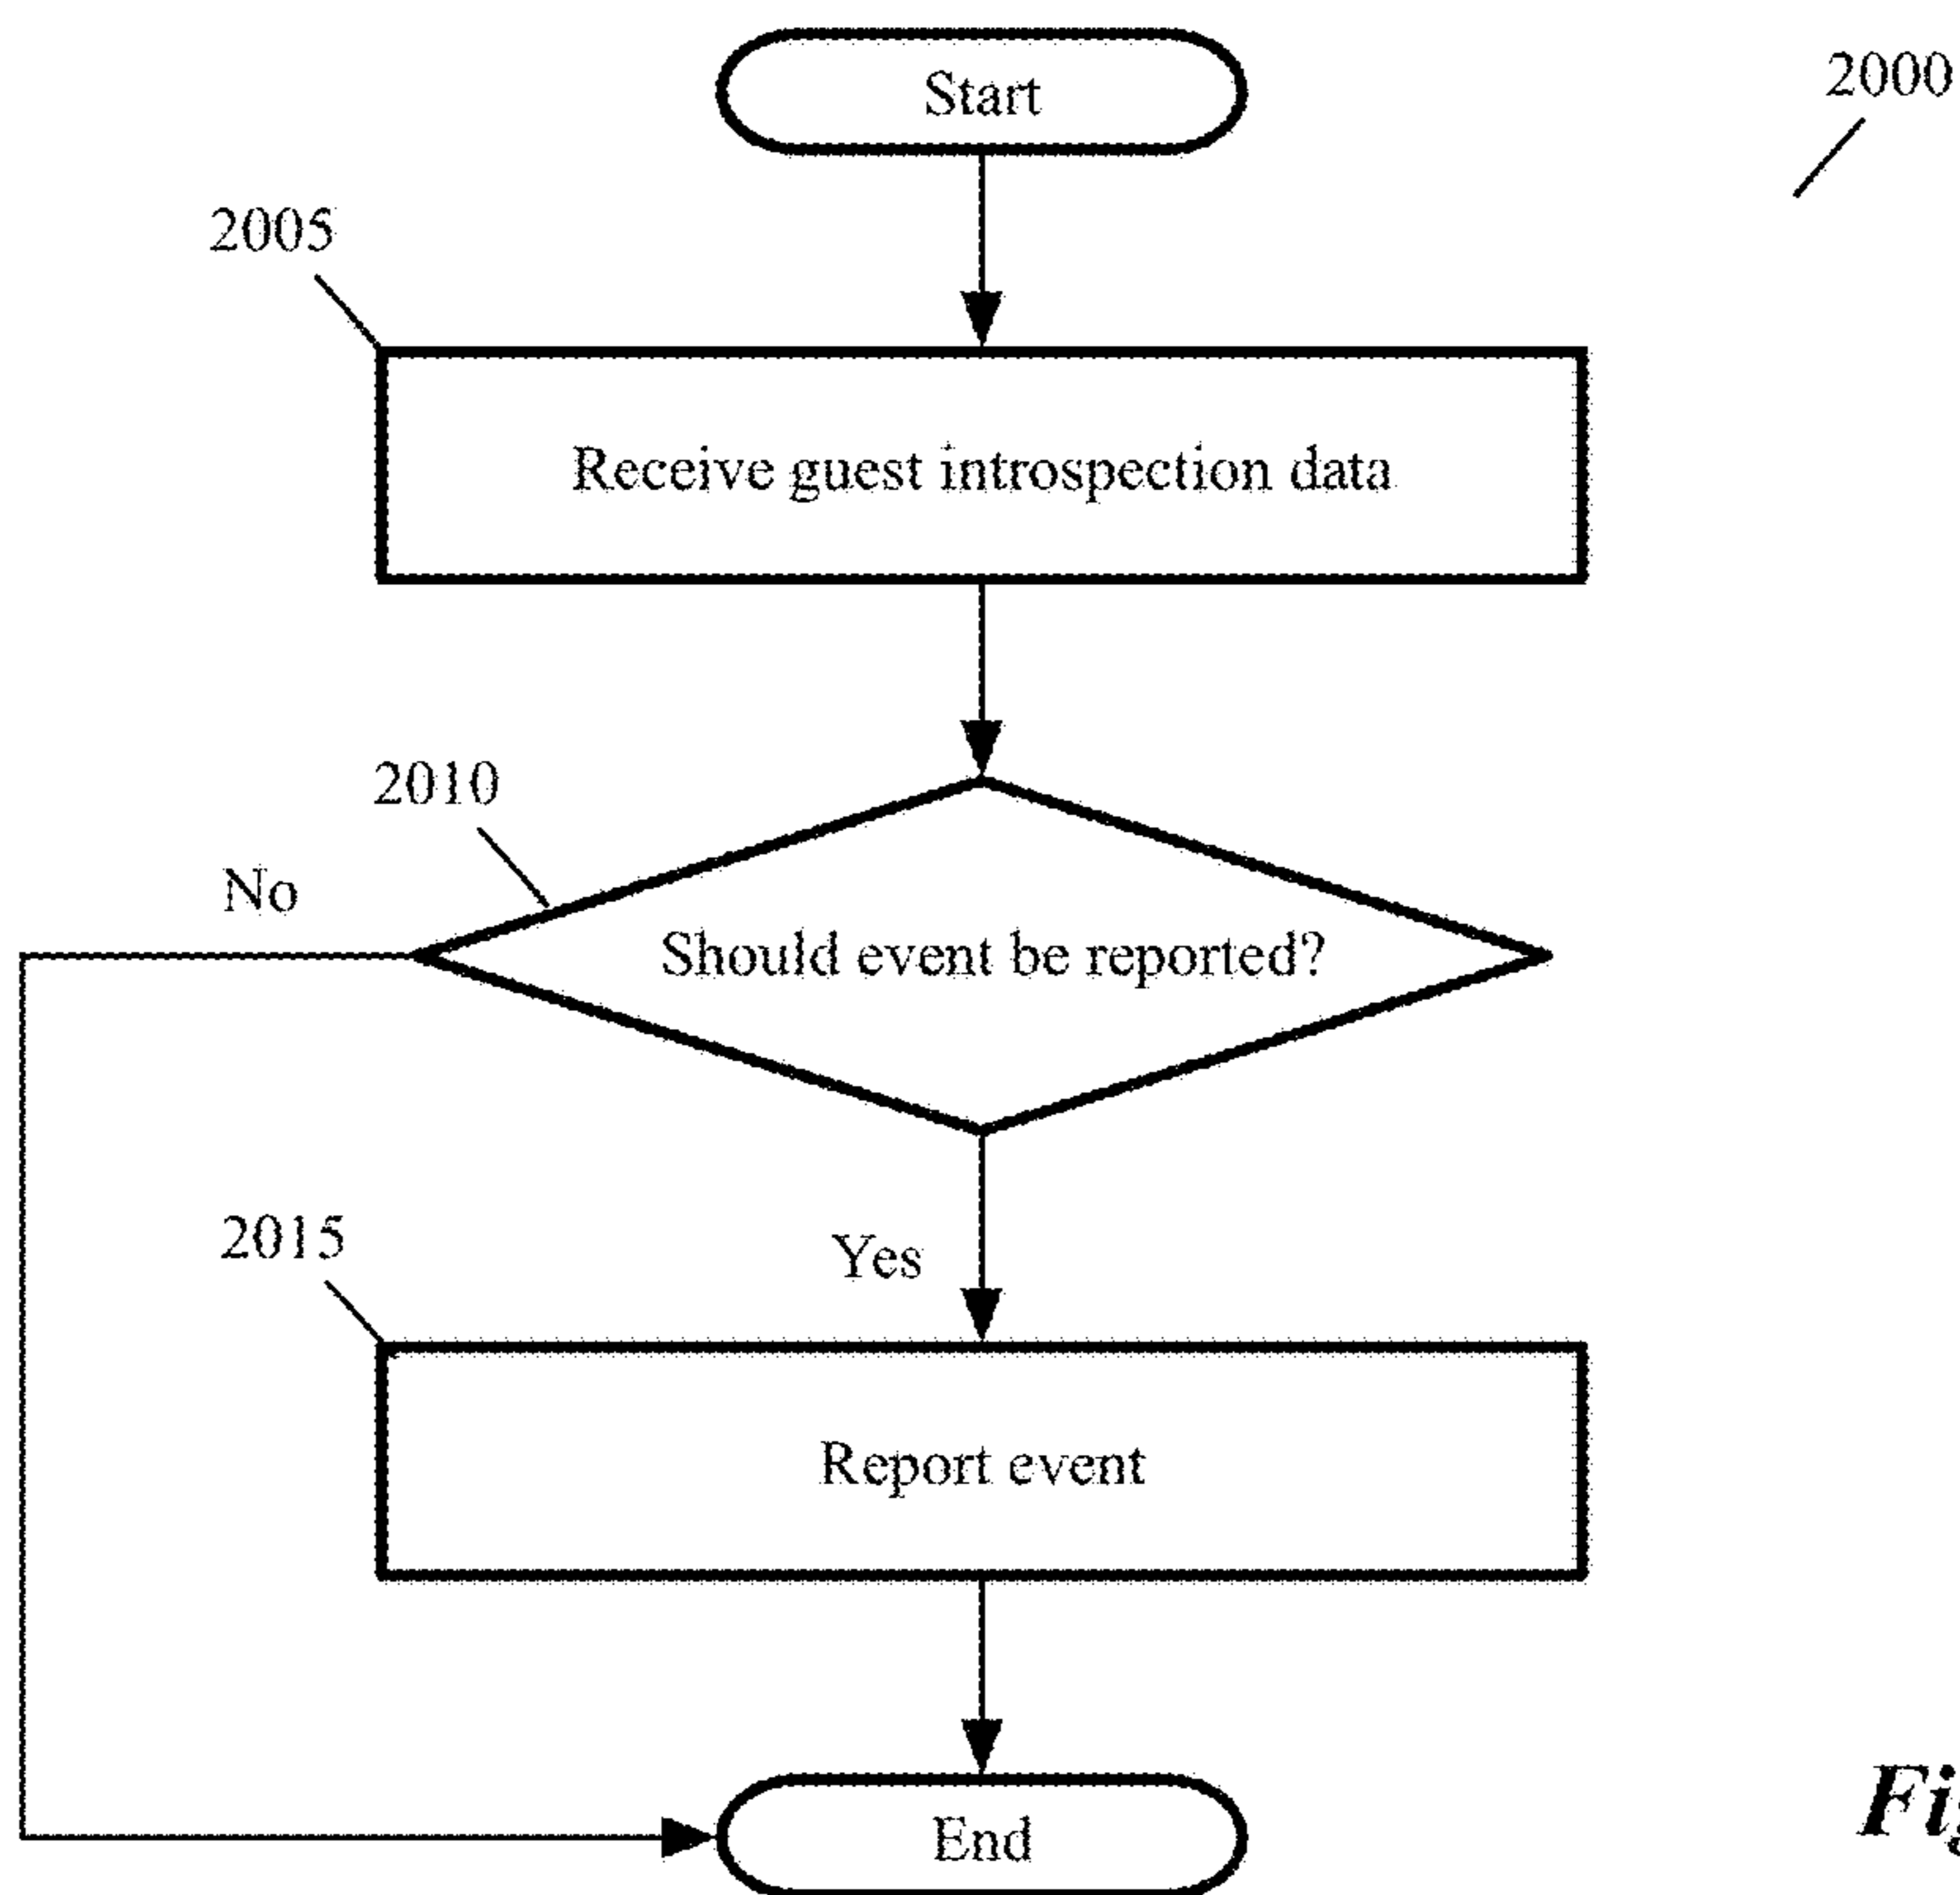 Start
2000
2005
Receive guest introspection data
2010
No
Should event be reported?
2015
Yes
Report event
End